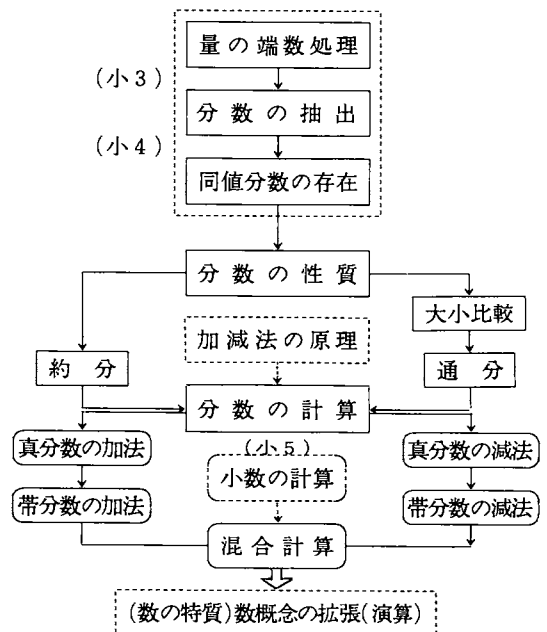 量の端数処理
(小3)
分数の抽出
(小4)
同値分数の存在
分数の性質
大小比較
加減法の原理
約分
通分
分数の計算
(小5)
真分数の加法
真分数の減法
小数の計算
帯分数の加法
帯分数の減法
混合計算
(数の特質)数概念の拡張(演算)